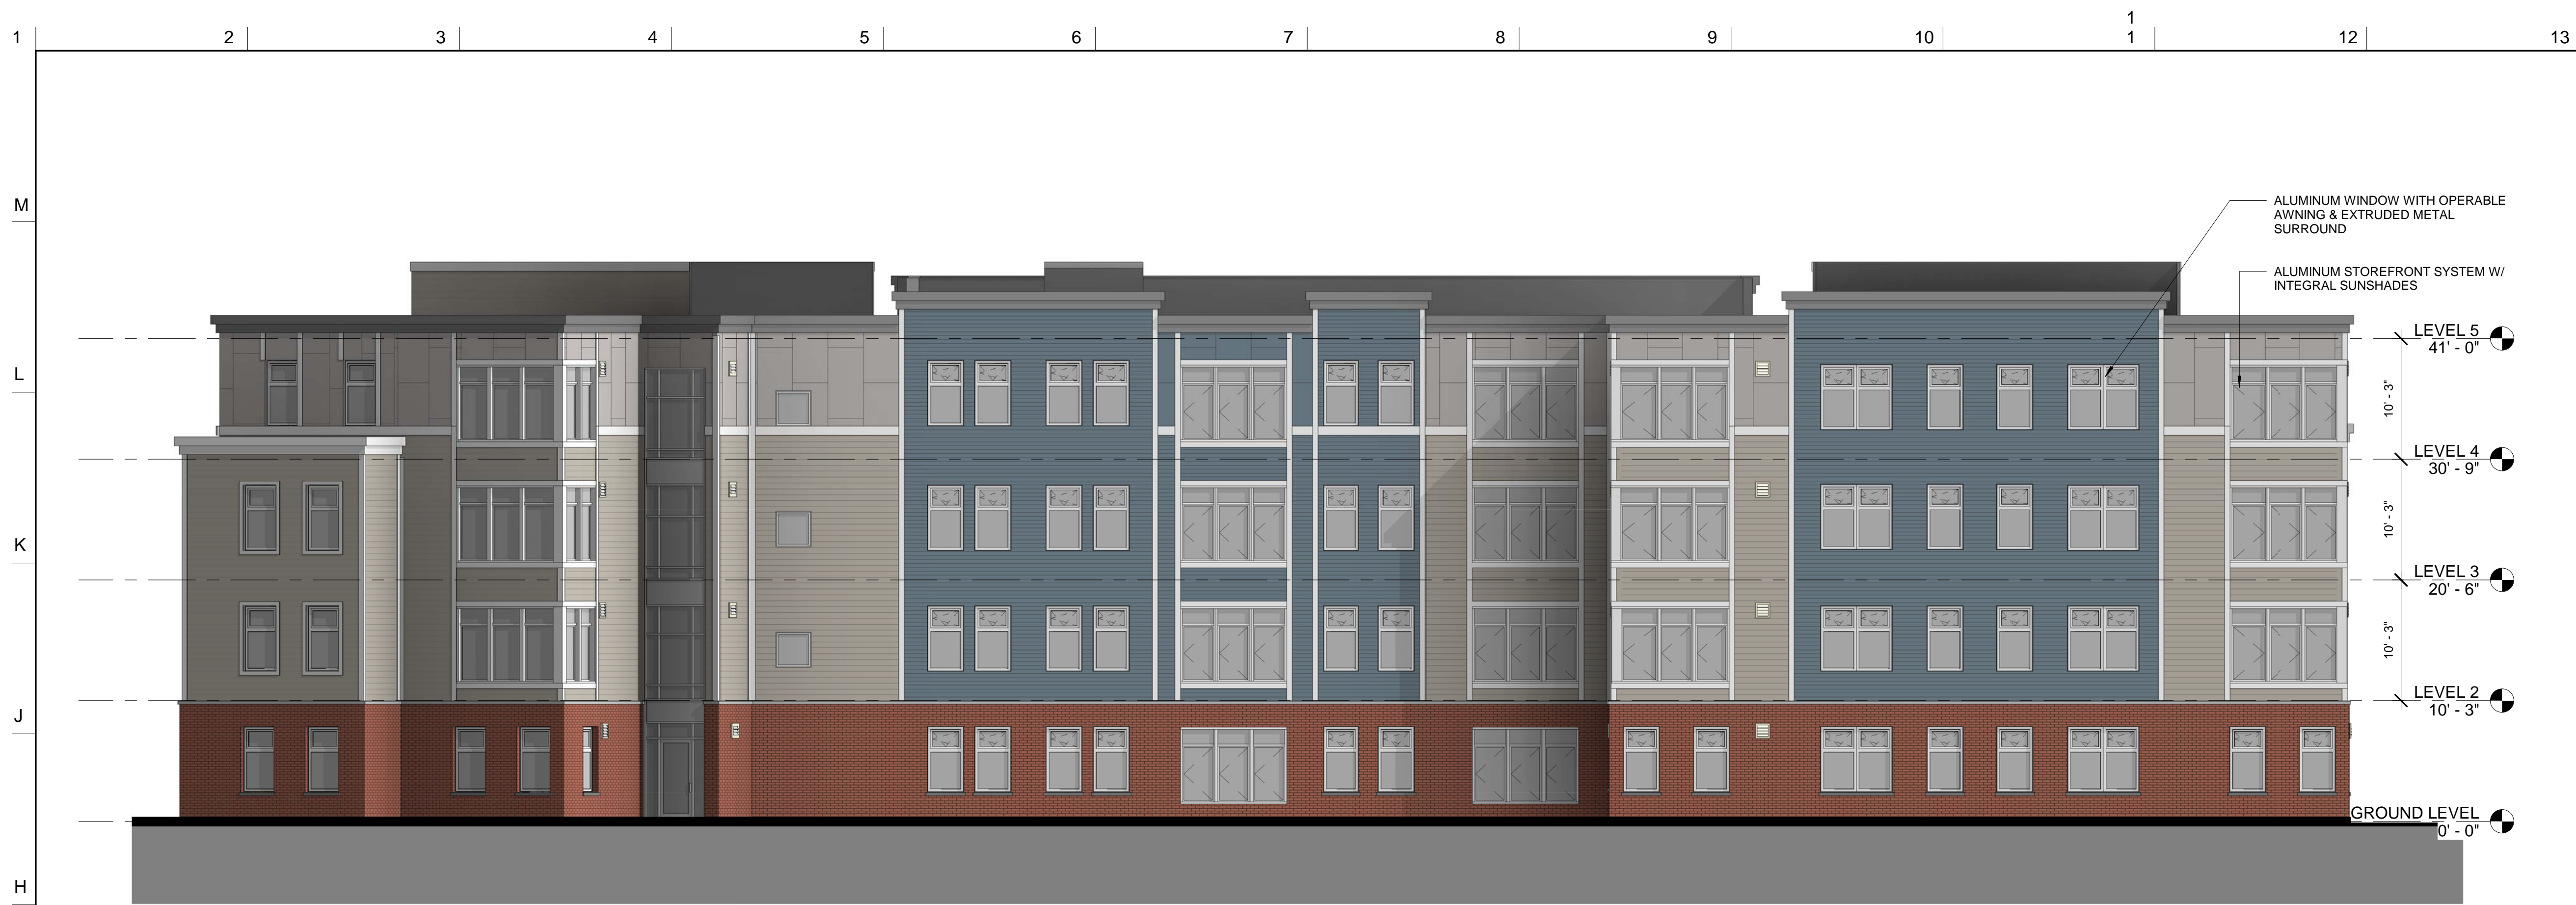 1
1 2 3 4 5 6 7 8 9 10 1 12 13
M
ALUMINUM WINDOW WITH OPERABLE
AWNING & EXTRUDED METAL
SURROUND
ALUMINUM STOREFRONT SYSTEM W/
INTEGRAL SUNSHADES
LEVEL 5
41' - 0"
L
10' - 3"
LEVEL 4
30' - 9"
10' - 3"
K
LEVEL 3
20' - 6"
10' - 3"
LEVEL 2
10' - 3"
J
GROUND LEVEL
0' - 0"
H